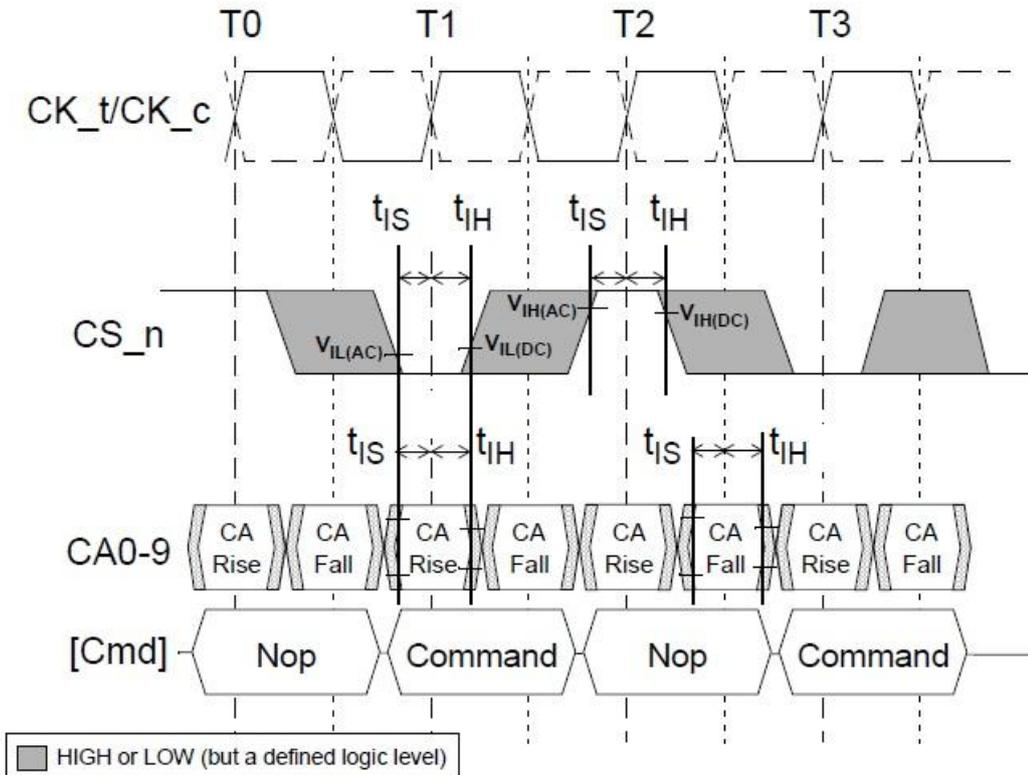 T0 T1 T2 T3
CK_t/CK_c
tIS tIH tIS tIH
CS_n
VIL(AC) VIL(DC) VIH(AC) VIH(DC)
tIS tIH tIS tIH
CA0-9
CA Rise CA Fall CA Rise CA Fall CA Rise CA Fall CA Rise CA Fall
[Cmd] Nop Command Nop Command
HIGH or LOW (but a defined logic level)